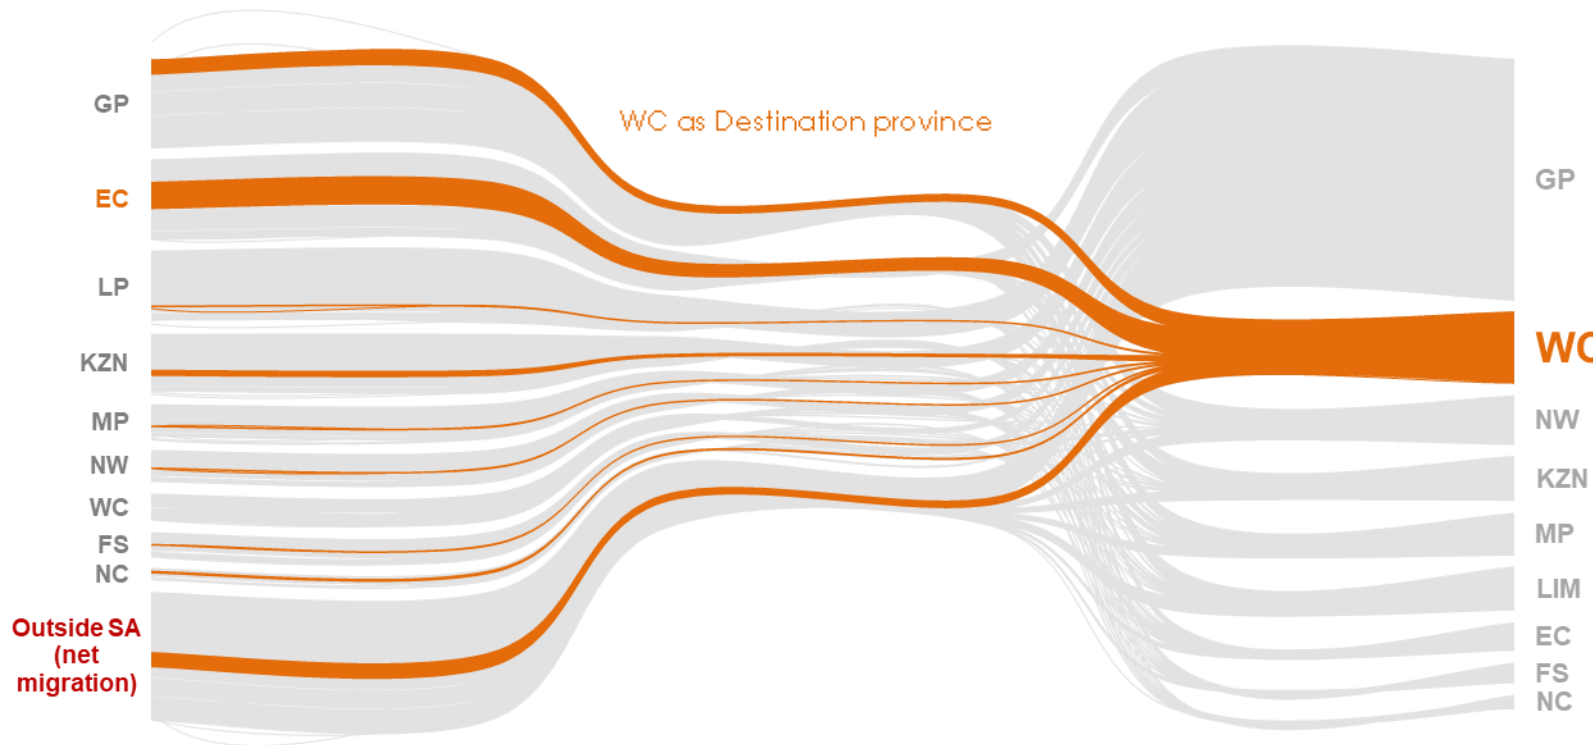 WC as Destination province
GP
EC
LP
KZN
MP
NW
WC
FS
NC
Outside SA
(net
migration)
GP
WC
NW
KZN
MP
LIM
EC
FS
NC